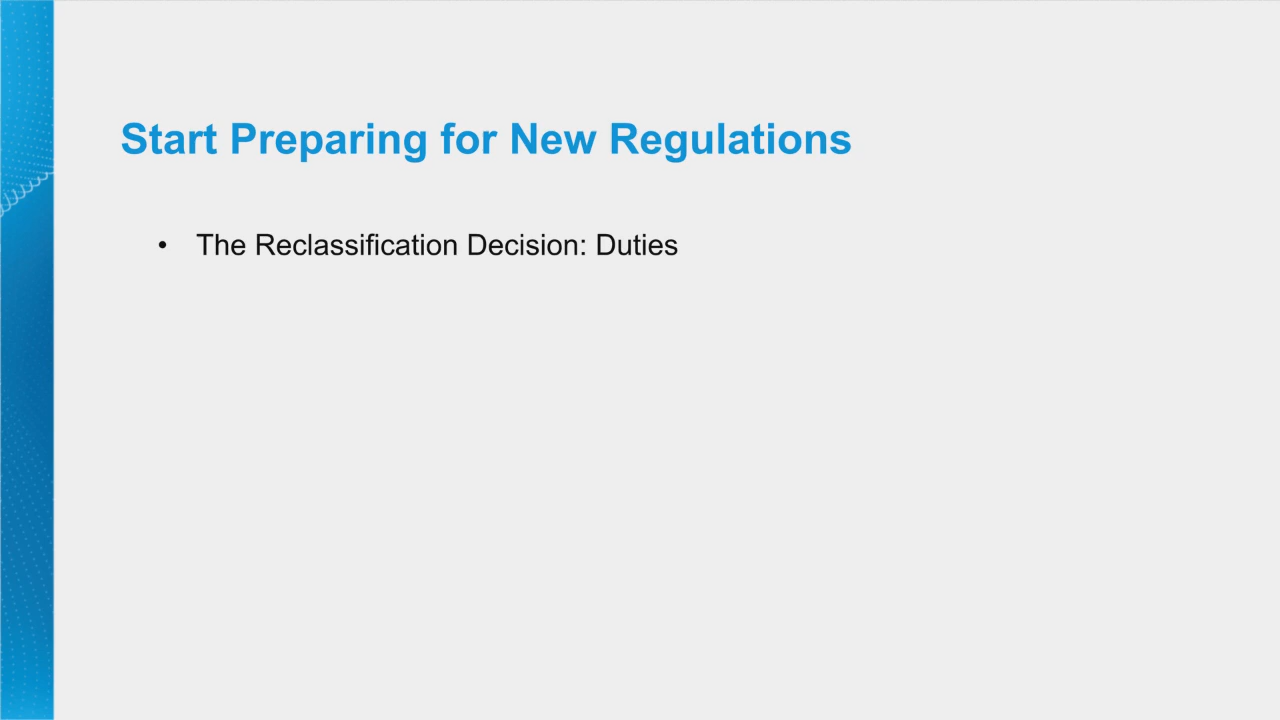 Start Preparing for New Regulations
• The Reclassification Decision: Duties